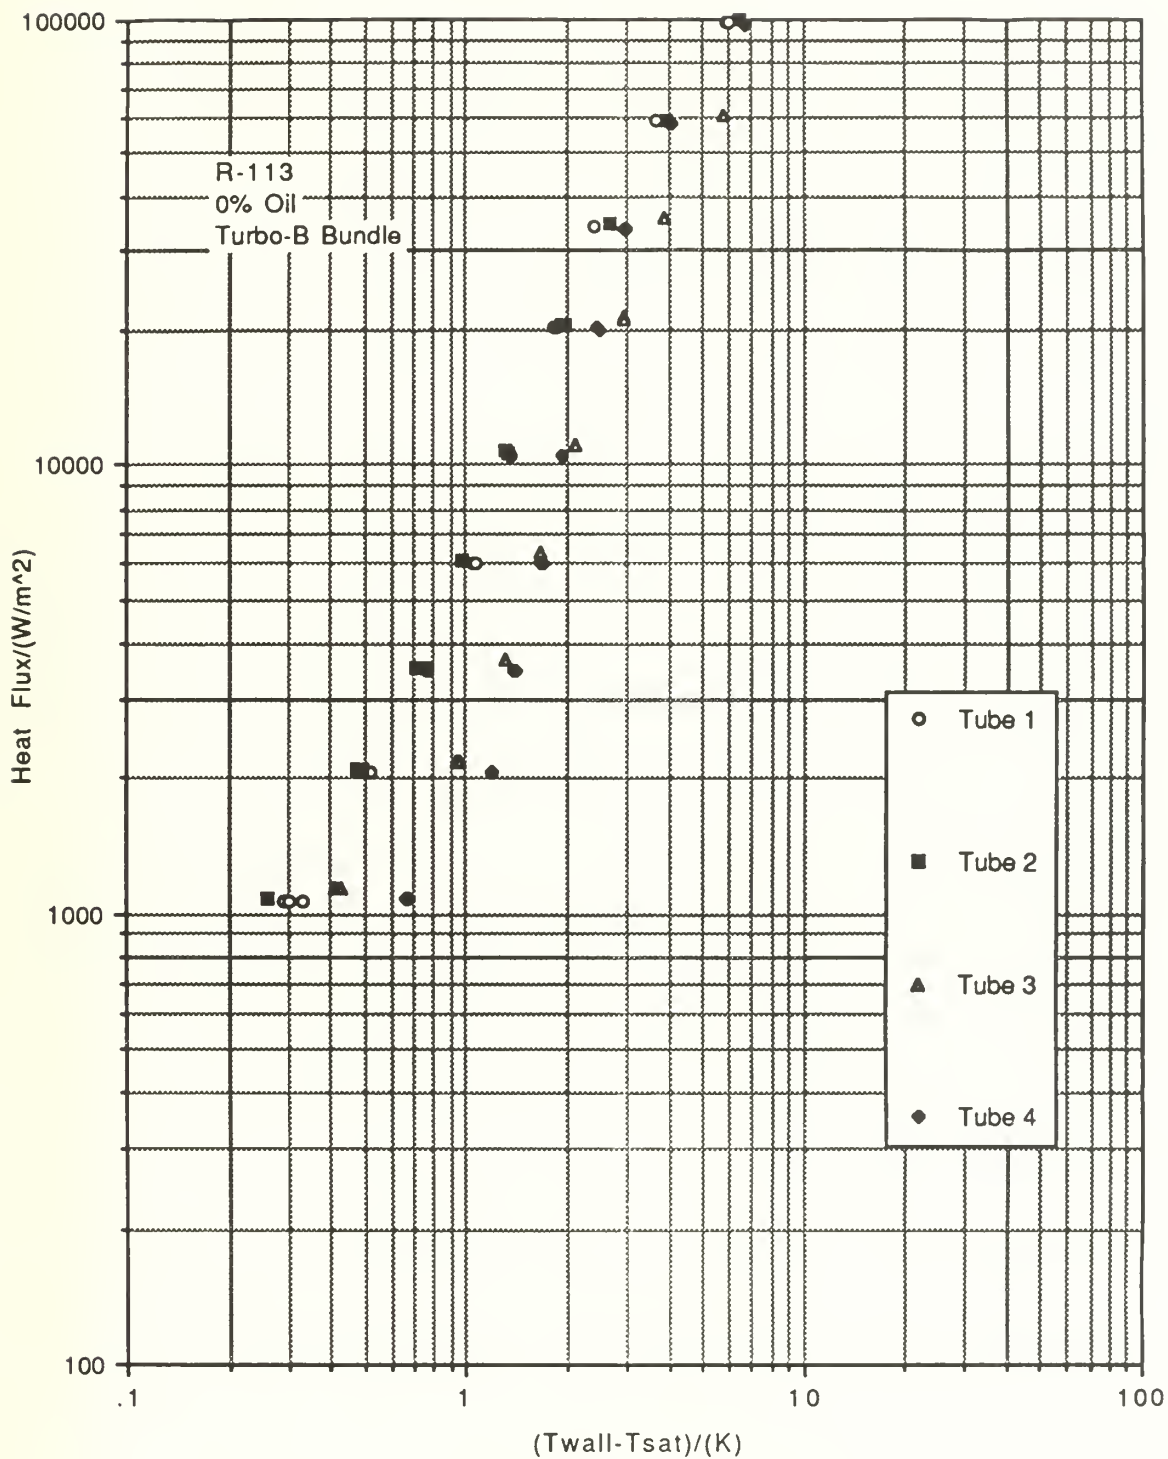 100000
R-113
0% Oil
Turbo-B Bundle
10000
Heat Flux/(W/m^2)
Tube 1
Tube 2
1000
Tube 3
Tube 4
100
.1
1
10
100
(Twall-Tsat)/(K)